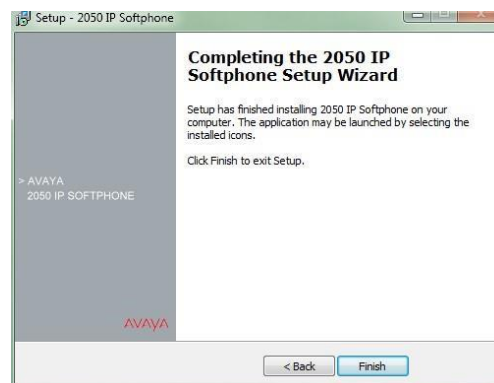 Setup - 2050 IP Softphone
Completing the 2050 IP
Softphone Setup Wizard
Setup has finished installing 2050 IP Softphone on your
computer. The application may be launched by selecting the
installed icons.
Click Finish to exit Setup.
> AVAYA
2050 IP SOFTPHONE
AVAYA
< Back
Finish